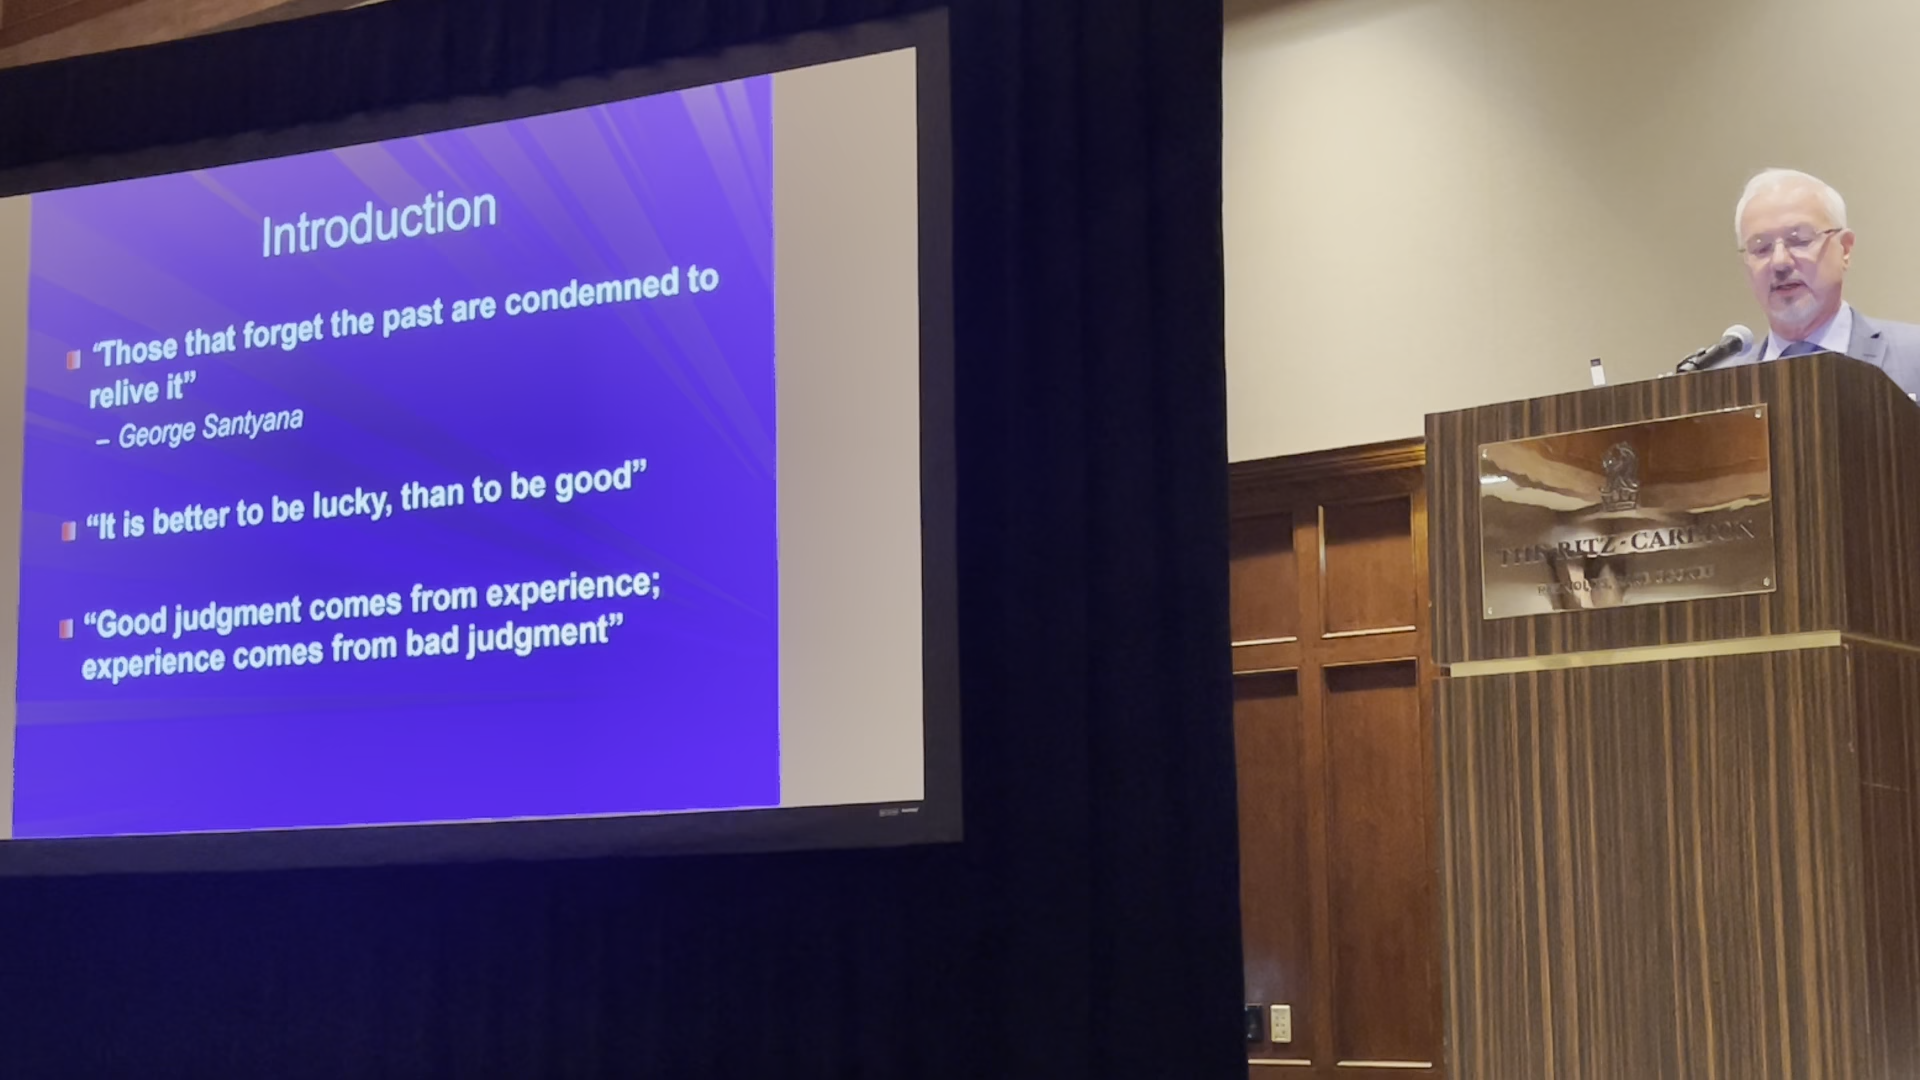 Introduction
“Those that forget the past are condemned to
relive it”
– George Santyana
“It is better to be lucky, than to be good”
“Good judgment comes from experience;
experience comes from bad judgment”
THE RITZ-CARLTON